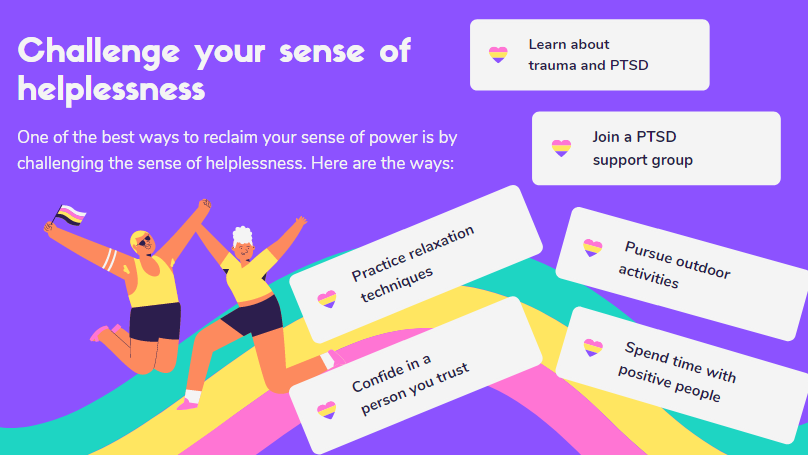 Challenge your sense of
helplessness
One of the best ways to reclaim your sense of power is by
challenging the sense of helplessness. Here are the ways:
Learn about
trauma and PTSD
Join a PTSD
support group
Practice relaxation
techniques
Pursue outdoor
activities
Confide in a
person you trust
Spend time with
positive people